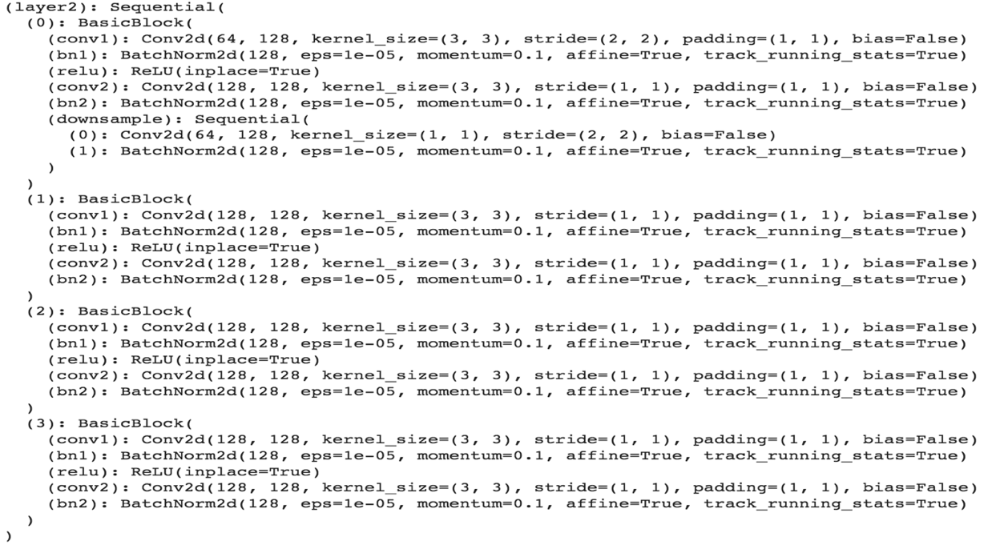 (layer2): Sequential(
  (0): BasicBlock(
    (conv1): Conv2d(64, 128, kernel_size=(3, 3), stride=(2, 2), padding=(1, 1), bias=False)
    (bn1): BatchNorm2d(128, eps=1e-05, momentum=0.1, affine=True, track_running_stats=True)
    (relu): ReLU(inplace=True)
    (conv2): Conv2d(128, 128, kernel_size=(3, 3), stride=(1, 1), padding=(1, 1), bias=False)
    (bn2): BatchNorm2d(128, eps=1e-05, momentum=0.1, affine=True, track_running_stats=True)
    (downsample): Sequential(
      (0): Conv2d(64, 128, kernel_size=(1, 1), stride=(2, 2), bias=False)
      (1): BatchNorm2d(128, eps=1e-05, momentum=0.1, affine=True, track_running_stats=True)
    )
  )
  (1): BasicBlock(
    (conv1): Conv2d(128, 128, kernel_size=(3, 3), stride=(1, 1), padding=(1, 1), bias=False)
    (bn1): BatchNorm2d(128, eps=1e-05, momentum=0.1, affine=True, track_running_stats=True)
    (relu): ReLU(inplace=True)
    (conv2): Conv2d(128, 128, kernel_size=(3, 3), stride=(1, 1), padding=(1, 1), bias=False)
    (bn2): BatchNorm2d(128, eps=1e-05, momentum=0.1, affine=True, track_running_stats=True)
  )
  (2): BasicBlock(
    (conv1): Conv2d(128, 128, kernel_size=(3, 3), stride=(1, 1), padding=(1, 1), bias=False)
    (bn1): BatchNorm2d(128, eps=1e-05, momentum=0.1, affine=True, track_running_stats=True)
    (relu): ReLU(inplace=True)
    (conv2): Conv2d(128, 128, kernel_size=(3, 3), stride=(1, 1), padding=(1, 1), bias=False)
    (bn2): BatchNorm2d(128, eps=1e-05, momentum=0.1, affine=True, track_running_stats=True)
  )
  (3): BasicBlock(
    (conv1): Conv2d(128, 128, kernel_size=(3, 3), stride=(1, 1), padding=(1, 1), bias=False)
    (bn1): BatchNorm2d(128, eps=1e-05, momentum=0.1, affine=True, track_running_stats=True)
    (relu): ReLU(inplace=True)
    (conv2): Conv2d(128, 128, kernel_size=(3, 3), stride=(1, 1), padding=(1, 1), bias=False)
    (bn2): BatchNorm2d(128, eps=1e-05, momentum=0.1, affine=True, track_running_stats=True)
  )
)